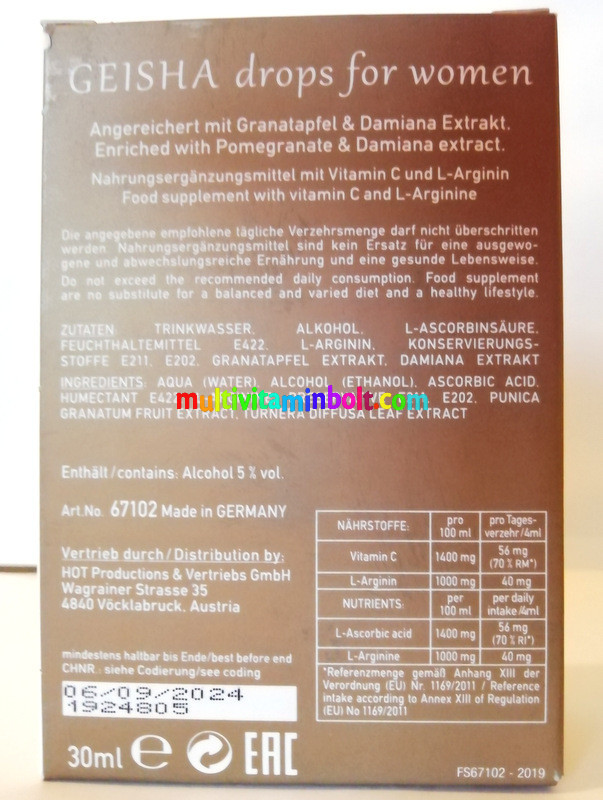 GEISHA drops for women
Angereichert mit Granatapfel & Damiana Extrakt.
Enriched with Pomegranate & Damiana extract.
Nahrungsergänzungsmittel mit Vitamin C und L-Arginin
Food supplement with vitamin C and L-Arginine
Die angegebene empfohlene tägliche Verzehrsmenge darf nicht überschritten
werden. Nahrungsergänzungsmittel sind kein Ersatz für eine ausgewo-
gene und abwechslungsreiche Ernährung und eine gesunde Lebensweise.
Do not exceed the recommended daily consumption. Food supplement
are no substitute for a balanced and varied diet and a healthy lifestyle.
ZUTATEN: TRINKWASSER, ALKOHOL, L-ASCORBINSÄURE,
FEUCHTHALTEMITTEL E422, L-ARGININ, KONSERVIERUNGS-
STOFFE E211, E202, GRANATAPFEL EXTRAKT, DAMIANA EXTRAKT
INGREDIENTS: AQUA (WATER), ALCOHOL (ETHANOL), ASCORBIC ACID,
HUMECTANT E202, PUNICA
multivitaminbolt.com
GRANATUM FRUIT EXTRACT, TURNERA DIFFUSA LEAF EXTRACT
Enthält/contains: Alcohol 5 % vol.
Art.No. 67102 Made in GERMANY
Vertrieb durch/Distribution by:
HOT Productions & Vertriebs GmbH
Wagrainer Strasse 35
4840 Vöcklabruck, Austria
mindestens haltbar bis Ende/best before end
CHNR.: siehe Codierung/see coding
06/09/2024
1924805
30ml e EAC
NÄHRSTOFFE: pro 100 ml pro Tages-verzehr/4ml
Vitamin C 1400 mg 56 mg (70 % RM*)
L-Arginin 1000 mg 40 mg
NUTRIENTS: per 100 ml per daily intake/4ml
L-Ascorbic acid 1400 mg 56 mg (70 % RI*)
L-Arginine 1000 mg 40 mg
*Referenzmenge gemäß Anhang XIII der
Verordnung (EU) Nr. 1169/2011 / Reference
intake according to Annex XIII of Regulation
(EU) No 1169/2011
FS67102 - 2019